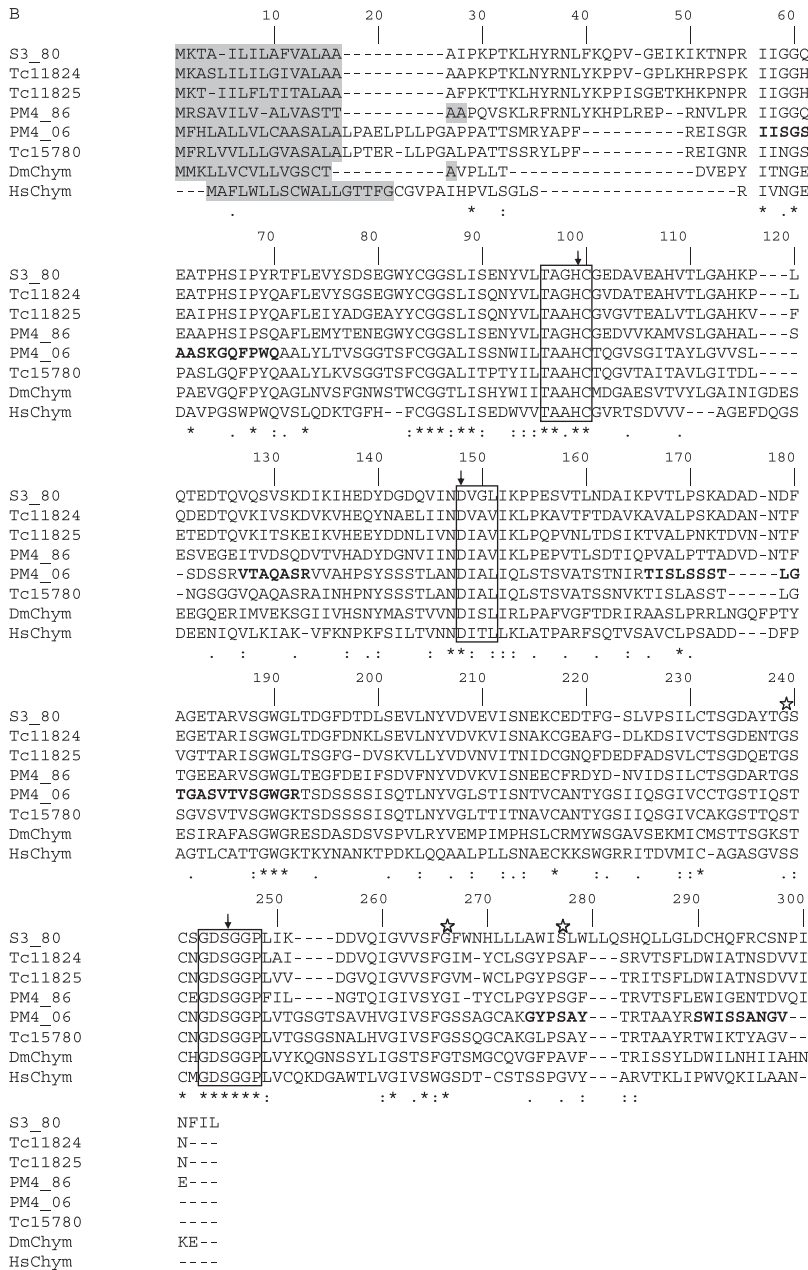 B
10 20 30 40 50 60
S3_80 MKTA-ILILAFVALAA----------AIPKPTKLHYRNLFKQPV-GEIKIKTNPR IIGGQ
Tc11824 MKASLILILGIVALAA----------AAPKPTKLNYRNLYKPPV-GPLKHRPSPK IIGGH
Tc11825 MKT-IILFLTITALAA----------AFPKTTKLNYRNLYKPPISGETKHKPNPR IIGGH
PM4_86 MRSAVILV-ALVASTT----------AAPQVSKLRFRNLYKHPLREP--RNVLPR IIGGQ
PM4_06 MFHLALLVLCAASALALPAELPLLPGAPPATTSMRYAPF----------REISGR IISGS
Tc15780 MFRLVVLLLGVASALALPTER-LLPGALPATTSSRYLPF----------REIGNR IINGS
DmChym MMKLLVCVLLVGSCT-----------AVPLLT----------------DVEPY ITNGE
HsChym ---MAFLWLLSCWALLGTTFGCGVPAIHPVLSGLS-------------------R IVNGE
. * : * .*
70 80 90 100 110 120
S3_80 EATPHSIPYRTFLEVYSDSEGWYCGGSLISENYVLTAGHCGEDAVEAHVTLGAHKP---L
Tc11824 EATPHSIPYQAFLEVYSGSEGWYCGGSLISQNYVLTAGHCGVDATEAHVTLGAHKP---L
Tc11825 EAIPHSIPYQAFLEIYADGEAYYCGGSLISQNYVLTAAHCGVGVTEALVTLGAHKV---F
PM4_86 EAAPHSIPSQAFLEMYTENEGWYCGGSLISENYVLTAGHCGEDVVKAMVSLGAHAL---S
PM4_06 AASKGQFPWQAALYLTVSGGTSFCGGALISSNWILTAAHCTQGVSGITAYLGVVSL----
Tc15780 PASLGQFPYQAALYLKVSGGTSFCGGALITPTYILTAAHCTQGVTAITAVLGITDL----
DmChym PAEVGQFPYQAGLNVSFGNWSTWCGGTLISHYWIITAAHCMDGAESVTVYLGAINIGDES
HsChym DAVPGSWPWQVSLQDKTGFH--FCGGSLISEDWVVTAAHCGVRTSDVVV---AGEFDQGS
* . * :. * :***:**: :::**.** . .
130 140 150 160 170 180
S3_80 QTEDTQVQSVSKDIKIHEDYDGDQVINDVGLIKPPESVTLNDAIKPVTLPSKADAD-NDF
Tc11824 QDEDTQVKIVSKDVKVHEQYNAELIINDVAVIKLPKAVTFTDAVKAVALPSKADAN-NTF
Tc11825 ETEDTQVKITSKDVKIHEEYDDNLIVNDIAVIKLPQPVNLTDSIKTVALPNKTDVN-NTF
PM4_86 ESVEGEITVDSQDVTVHADYDGNVIINDIAVIKLPEPVTLSDTIQPVALPTTADVD-NTF
PM4_06 -SDSSRVTAQASRVVAHPSYSSSTLANDIALIQLSTSVATSTNIRTISLSSST-----LG
Tc15780 -NGSGGVQAQASRAINHPNYSSSTLANDIALIQLTSVATSSNVKTISLASST------LG
DmChym EEGQERIMVEKSGIIVHSNYMASTVVNDISLIRLPAFVGFTDRIRAASLPRRLNGQFPTY
HsChym DEENIQVLKIAK-VFKNPKFSILTVNNDITLLKLATPARFSQTVSAVCLPSADD---DFP
. : : . : **: ::: . : . : .*.
190 200 210 220 230 240
S3_80 AGETARVSGWGLTDGFDTDLSEVLNYVDVEVISNEKCEDTFG-SLVPSILCTSGDAYTGS
Tc11824 EGETARISGWGLTDGFDNKLSEVLNYVDVKVISNAKCGEAFG-DLKDSIVCTSGDENTGS
Tc11825 VGTTARISGWGLTSGFG-DVSKVLLYVDVNVITNIDCGNQFDEDFADSVLCTSGDQETGS
PM4_86 TGEEARVSGWGLTEGFDEIFSDVFNYVDVKVISNEECFRDYD-NVIDSILCTSGDARTGS
PM4_06 TGASVTVSGWGRTSDSSSSISQTLNYVGLSTISNTVCANTYGSIIQSGIVCCTGSTIQST
Tc15780 SGVSVTVSGWGKTSDSSSSISQTLNYVGLTTITNAVCANTYGSIIQSGIVCAKGSTTQST
DmChym ESIRAFASGWGRESDASDSVSPVLRYVEMPIMPHSLCRMYWSGAVSEKMICMSTTSGKST
HsChym AGTLCATTGWGKTKYNANKTPDKLQQAALPLLSNAECKKSWGRRITDVMIC-AGASGVSS
. :*** . : . : :.: * : . ::* . .:
250 260 270 280 290 300
S3_80 CSGDSGGPLIK----DDVQIGVVSFGFWNHLLLAWISLWLLQSHQLLGLDCHQFRCSNPI
Tc11824 CNGDSGGPLAI----DDVQIGVVSFGIM-YCLSGYPSAF---SRVTSFLDWIATNSDVVI
Tc11825 CNGDSGGPLVV----DGVQIGVVSFGVM-WCLPGYPSGF---TRITSFLDWIATNSDVVI
PM4_86 CEGDSGGPFIL----NGTQIGIVSYGI-TYCLPGYPSGF---TRVTSFLEWIGENTDVQI
PM4_06 CNGDSGGPLVTGSGTSAVHVGIVSFGSSAGCAKGYPSAY---TRTAAYRSWISSANGV--
Tc15780 CNGDSGGPLVTGSGSNALHVGIVSFGSSQGCAKGLPSAY---TRTAAYRTWIKTYAGV--
DmChym CHGDSGGPLVYKQGNSSYLIGSTSFGTSMGCQVGFPAVF---TRISSYLDWILNHIIAHN
HsChym CMGDSGGPLVCQKDGAWTLVGIVSWGSDT-CSTSSPGVY---ARVTKLIPWVQKILAAN-
* ******: :* .*:* . . : ::
S3_80 NFIL
Tc11824 N---
Tc11825 N---
PM4_86 E---
PM4_06 ----
Tc15780 ----
DmChym KE--
HsChym ----